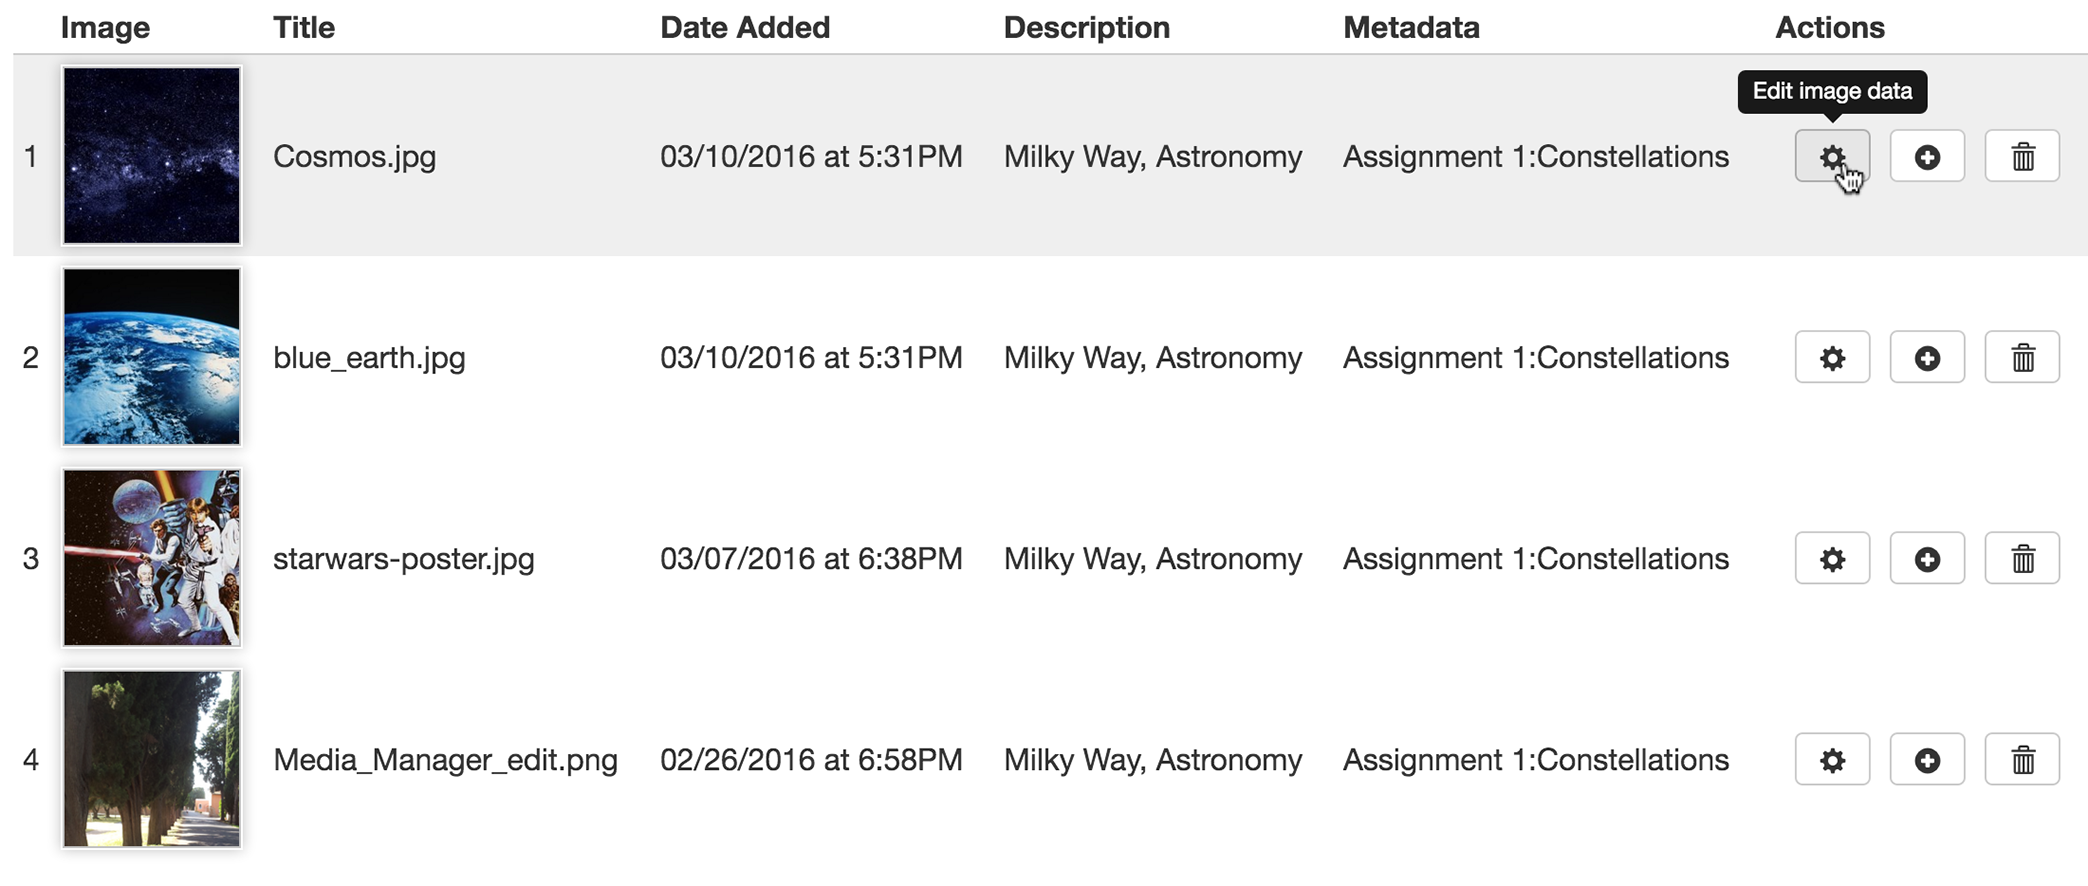 Image Title Date Added Description Metadata Actions
Edit image data
1 Cosmos.jpg 03/10/2016 at 5:31PM Milky Way, Astronomy Assignment 1:Constellations
2 blue_earth.jpg 03/10/2016 at 5:31PM Milky Way, Astronomy Assignment 1:Constellations
3 starwars-poster.jpg 03/07/2016 at 6:38PM Milky Way, Astronomy Assignment 1:Constellations
4 Media_Manager_edit.png 02/26/2016 at 6:58PM Milky Way, Astronomy Assignment 1:Constellations